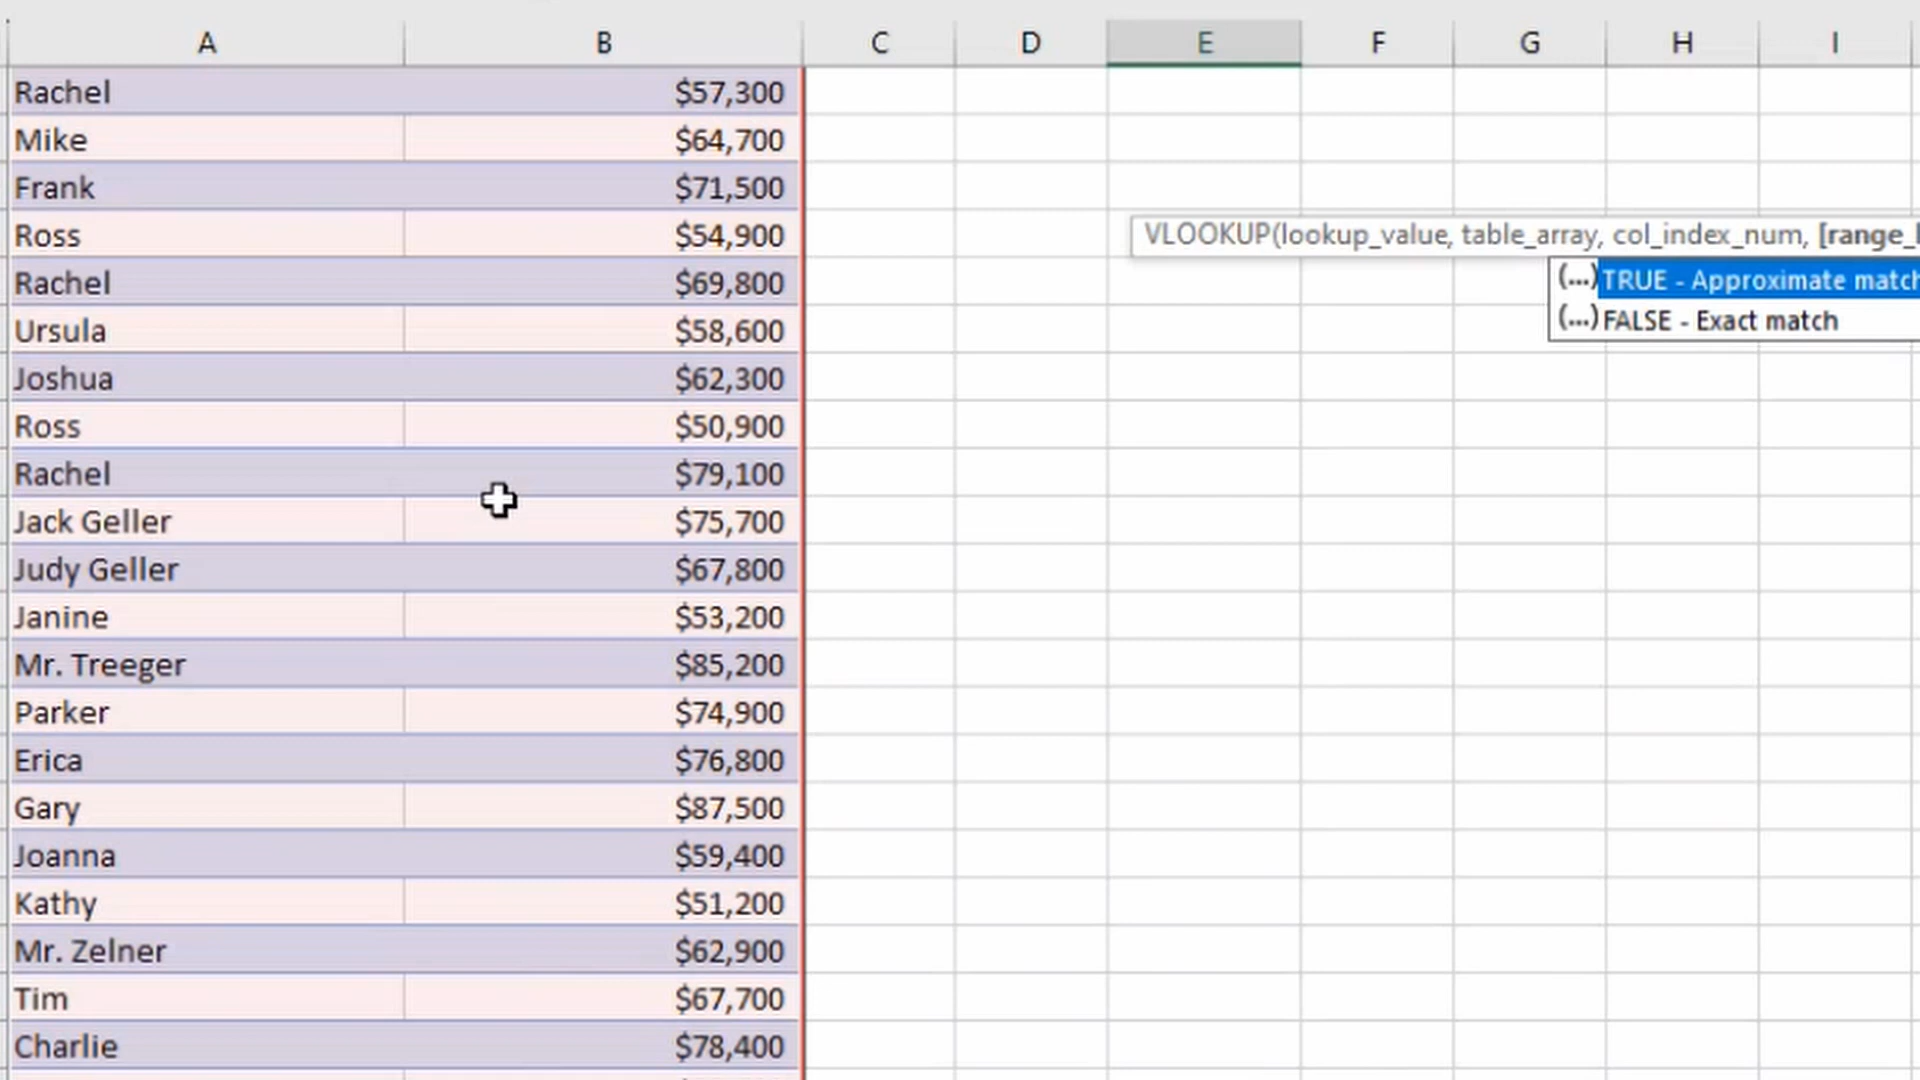 A B C D E F G H I
Rachel $57,300
Mike $64,700
Frank $71,500
Ross $54,900
VLOOKUP(lookup_value, table_array, col_index_num, [range_
Rachel $69,800
(...) TRUE - Approximate match
Ursula $58,600
(...) FALSE - Exact match
Joshua $62,300
Ross $50,900
Rachel $79,100
Jack Geller $75,700
Judy Geller $67,800
Janine $53,200
Mr. Treeger $85,200
Parker $74,900
Erica $76,800
Gary $87,500
Joanna $59,400
Kathy $51,200
Mr. Zelner $62,900
Tim $67,700
Charlie $78,400